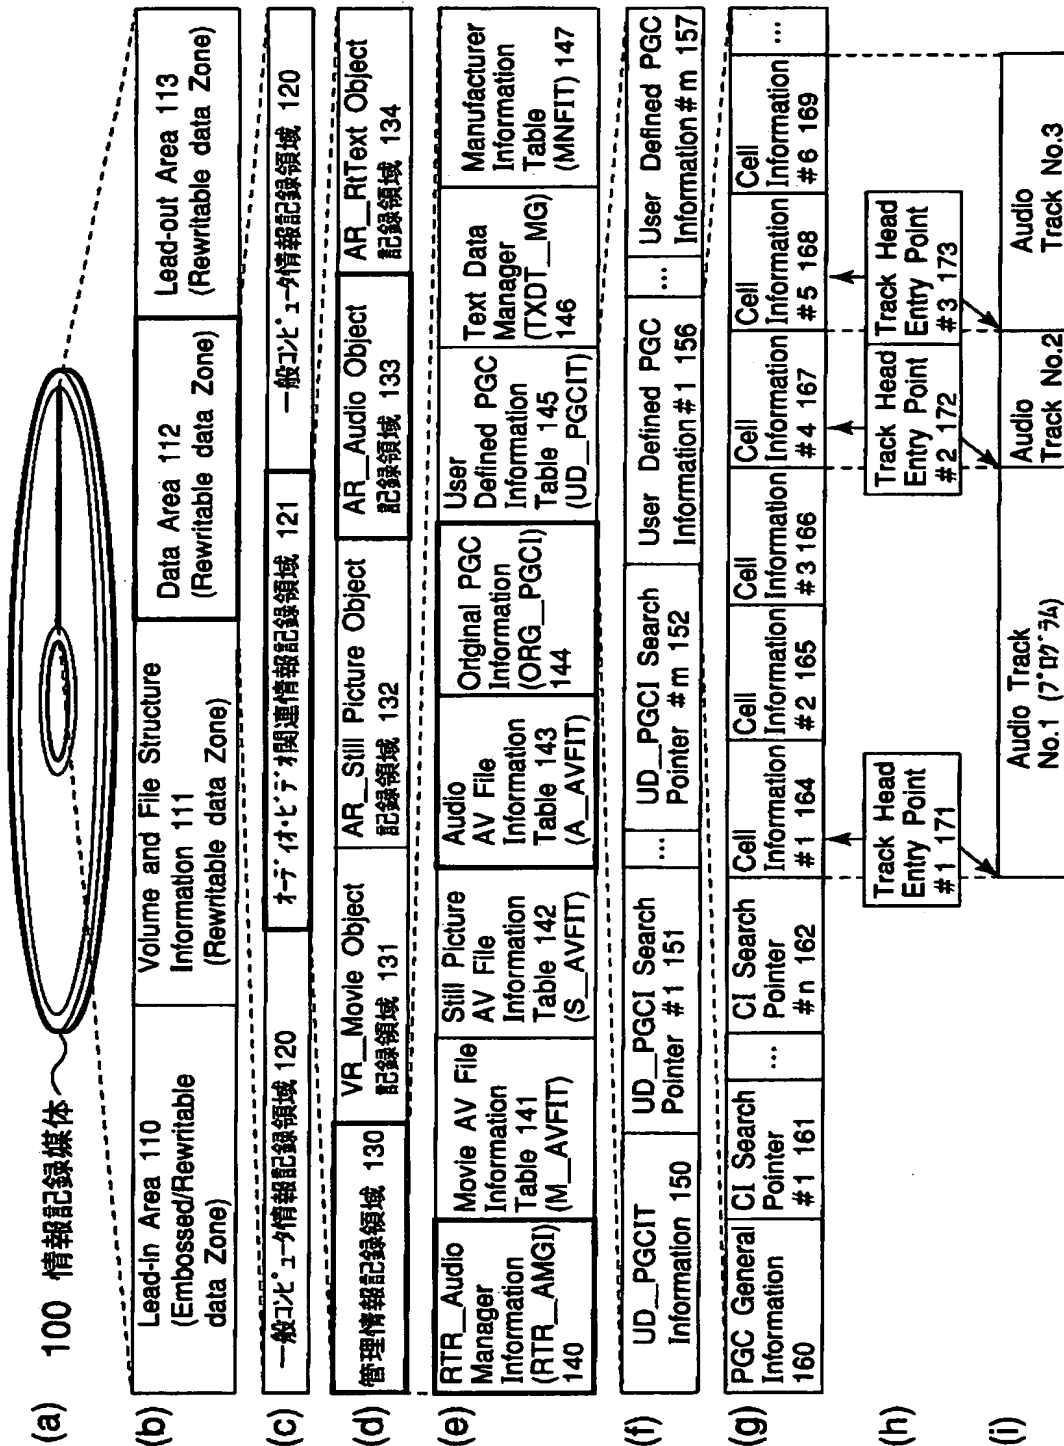 (a)
100 情報記録媒体
(b)
Lead-in Area 110
(Embossed/Rewritable
data Zone)
Volume and File Structure
Information 111
(Rewritable data Zone)
Data Area 112
(Rewritable data Zone)
Lead-out Area 113
(Rewritable data Zone)
(c)
一般コンピュータ情報記録領域 120
オーディオ・ビデオ関連情報記録領域 121
一般コンピュータ情報記録領域 120
(d)
管理情報記録領域 130
VR_Movie Object
記録領域 131
AR_Still Picture Object
記録領域 132
AR_Audio Object
記録領域 133
AR_RtText Object
記録領域 134
(e)
RTR_Audio
Manager
Information
(RTR_AMGI)
140
Movie AV File
Information
Table 141
(M_AVFIT)
Still Picture
AV File
Information
Table 142
(S_AVFIT)
Audio
AV File
Information
Table 143
(A_AVFIT)
Original PGC
Information
(ORG_PGCI)
144
User
Defined PGC
Information
Table 145
(UD_PGCIT)
Text Data
Manager
(TXDT_MG)
146
Manufacturer
Information
Table
(MNFIT) 147
(f)
UD_PGCIT
Information 150
UD_PGCI Search
Pointer #1 151
...
UD_PGCI Search
Pointer #m 152
User Defined PGC
Information#1 156
...
User Defined PGC
Information#m 157
(g)
PGC General
Information
160
CI Search
Pointer
#1 161
...
CI Search
Pointer
#n 162
Cell
Information
#1 164
Cell
Information
#2 165
Cell
Information
#3 166
Cell
Information
#4 167
Cell
Information
#5 168
Cell
Information
#6 169
...
(h)
Track Head
Entry Point
#1 171
Track Head
Entry Point
#2 172
Track Head
Entry Point
#3 173
(i)
Audio Track
No.1 (プログラム)
Audio
Track No.2
Audio
Track No.3